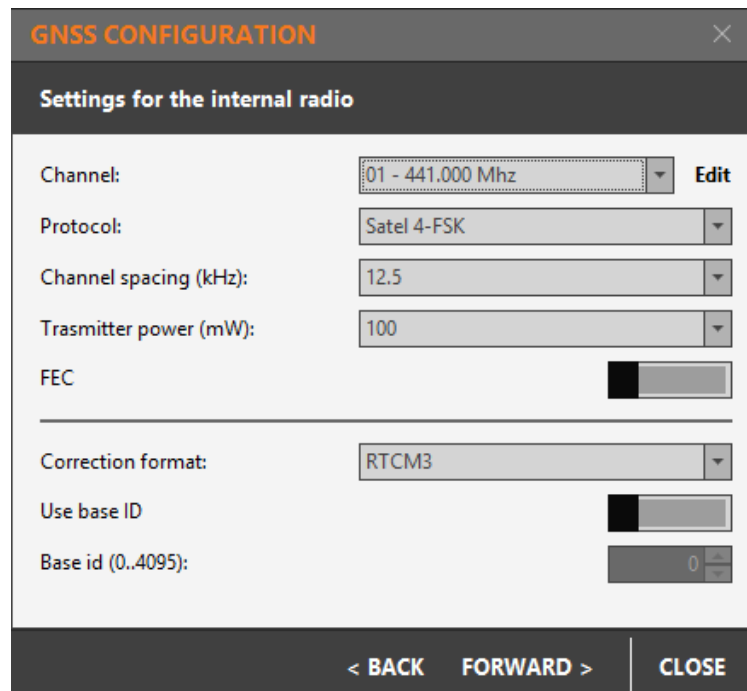 GNSS CONFIGURATION
Settings for the internal radio
Channel: 01 - 441.000 Mhz Edit
Protocol: Satel 4-FSK
Channel spacing (kHz): 12.5
Trasmitter power (mW): 100
FEC
Correction format: RTCM3
Use base ID
Base id (0..4095): 0
< BACK FORWARD > CLOSE